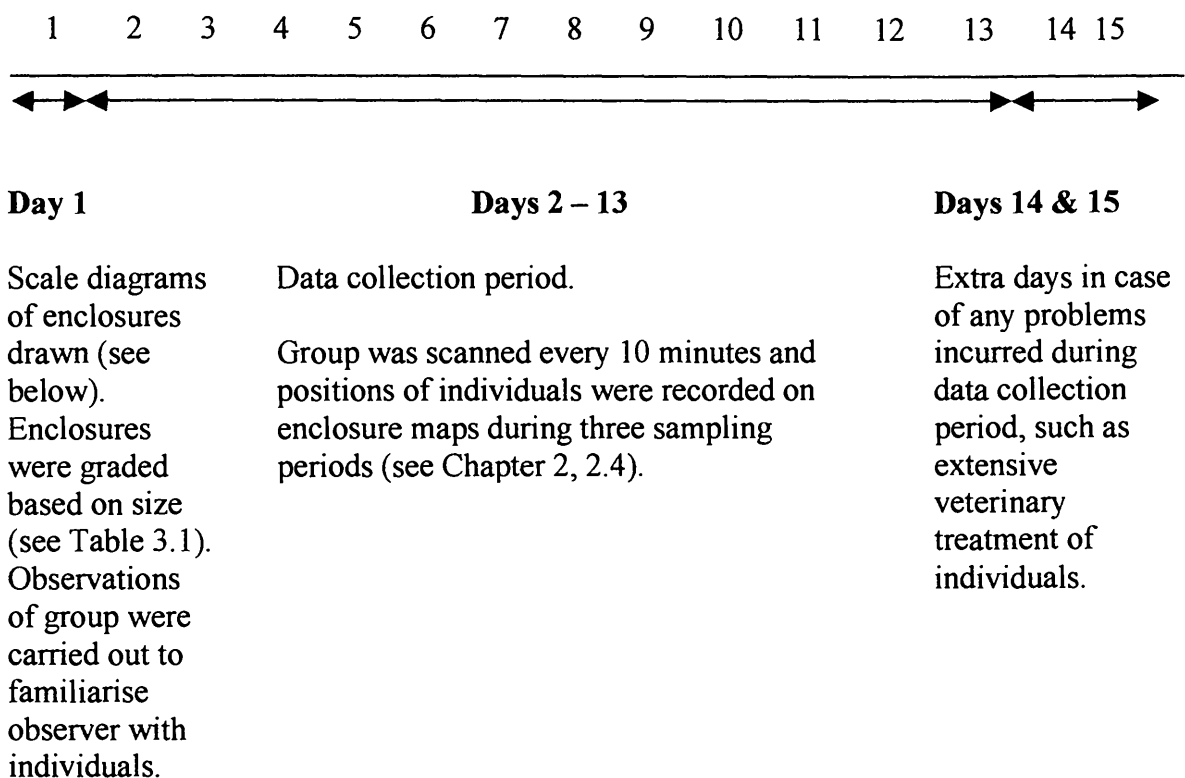 1 2 3 4 5 6 7 8 9 10 11 12 13 14 15
Day 1
Scale diagrams
of enclosures
drawn (see
below).
Enclosures
were graded
based on size
(see Table 3.1).
Observations
of group were
carried out to
familiarise
observer with
individuals.
Days 2 – 13
Data collection period.
Group was scanned every 10 minutes and
positions of individuals were recorded on
enclosure maps during three sampling
periods (see Chapter 2, 2.4).
Days 14 & 15
Extra days in case
of any problems
incurred during
data collection
period, such as
extensive
veterinary
treatment of
individuals.